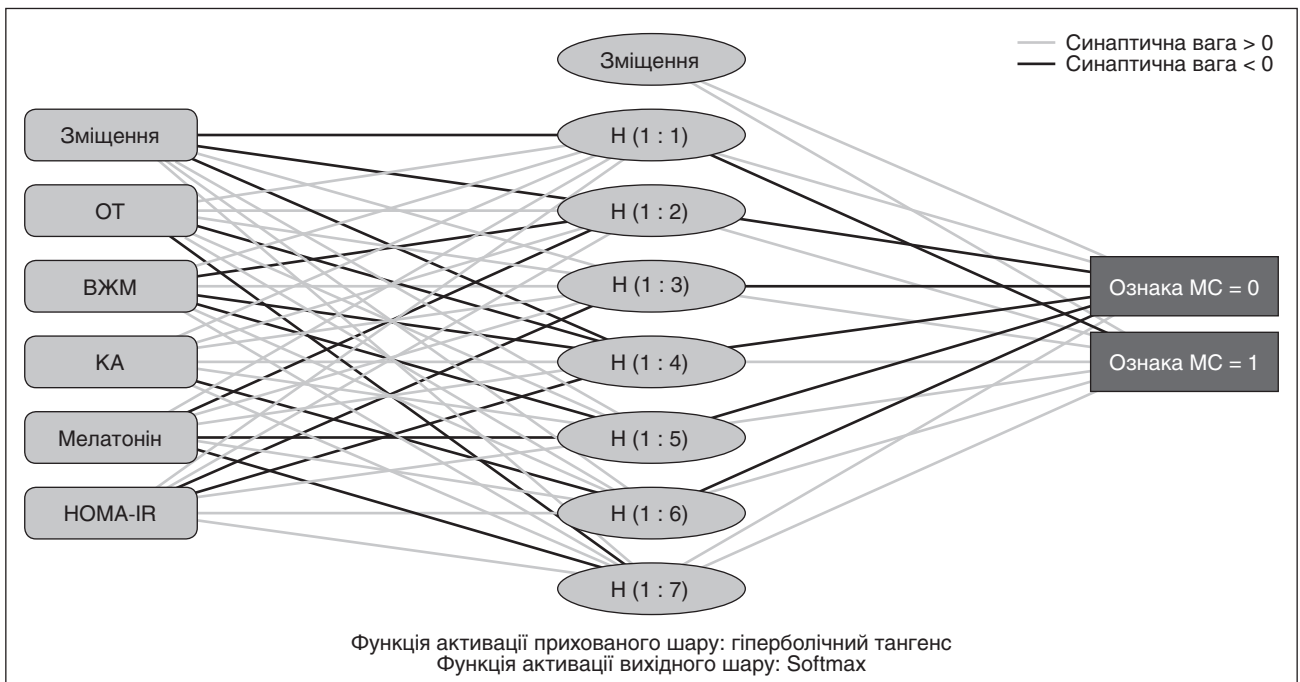 Зміщення
Синаптична вага > 0
Синаптична вага < 0
Зміщення
ОТ
ВЖМ
КА
Мелатонін
HOMA-IR
H (1 : 1)
H (1 : 2)
H (1 : 3)
H (1 : 4)
H (1 : 5)
H (1 : 6)
H (1 : 7)
Ознака МС = 0
Ознака МС = 1
Функція активації прихованого шару: гіперболічний тангенс
Функція активації вихідного шару: Softmax